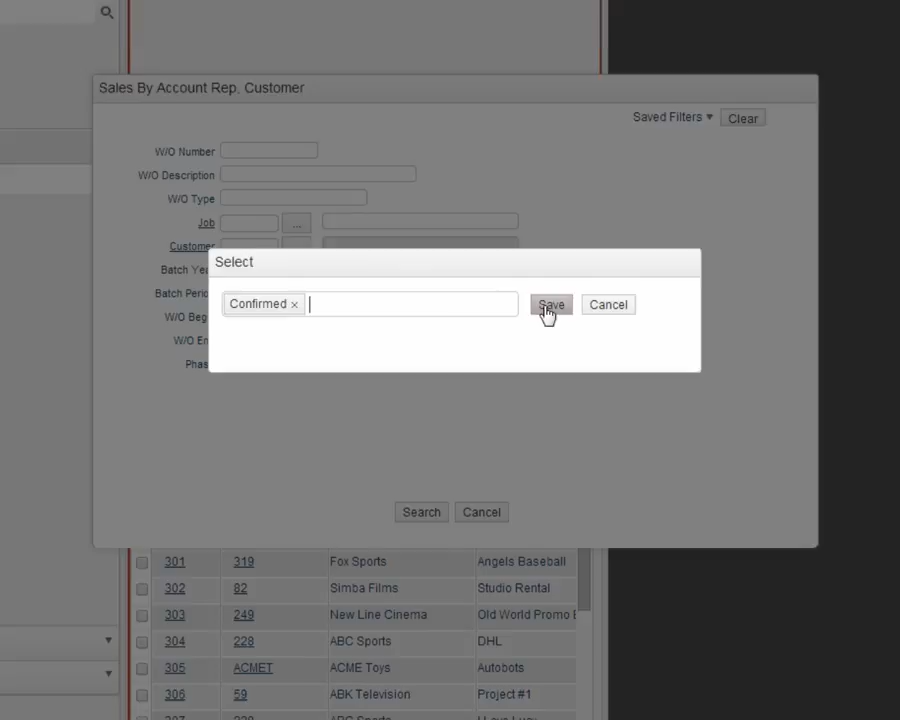 Sales By Account Rep, Customer
Saved Filters ▼ Clear
W/O Number
W/O Description
W/O Type
Job ...
Customer
Select
Batch Yea
Batch Perio
Confirmed × Save Cancel
W/O Beg
W/O En
Phas
Search Cancel
301 319 Fox Sports Angels Baseball
302 82 Simba Films Studio Rental
303 249 New Line Cinema Old World Promo
304 228 ABC Sports DHL
305 ACMET ACME Toys Autobots
306 59 ABK Television Project #1